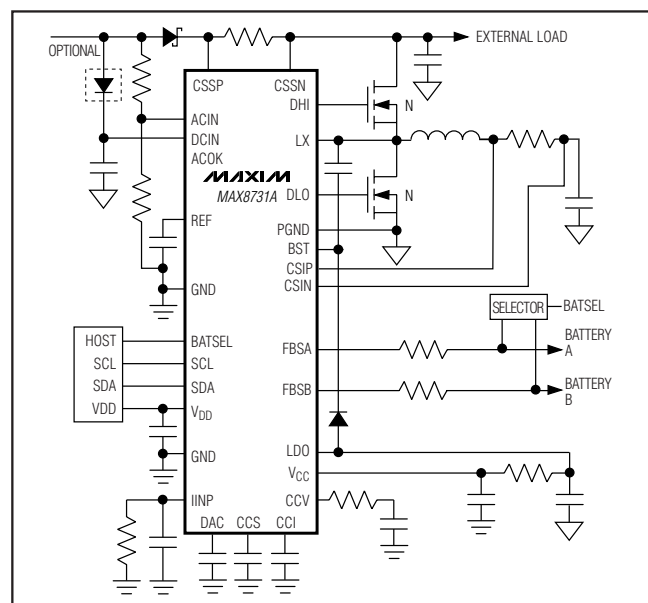 OPTIONAL
EXTERNAL LOAD
CSSP
CSSN
DHI
N
ACIN
LX
DCIN
ACOK
MAXIM
MAX8731A
DLO
N
REF
PGND
BST
CSIP
CSIN
GND
SELECTOR
BATSEL
HOST
BATSEL
FBSA
BATTERY
A
SCL
SCL
SDA
SDA
FBSB
BATTERY
B
VDD
VDD
LDO
GND
VCC
IINP
CCV
DAC
CCS
CCI